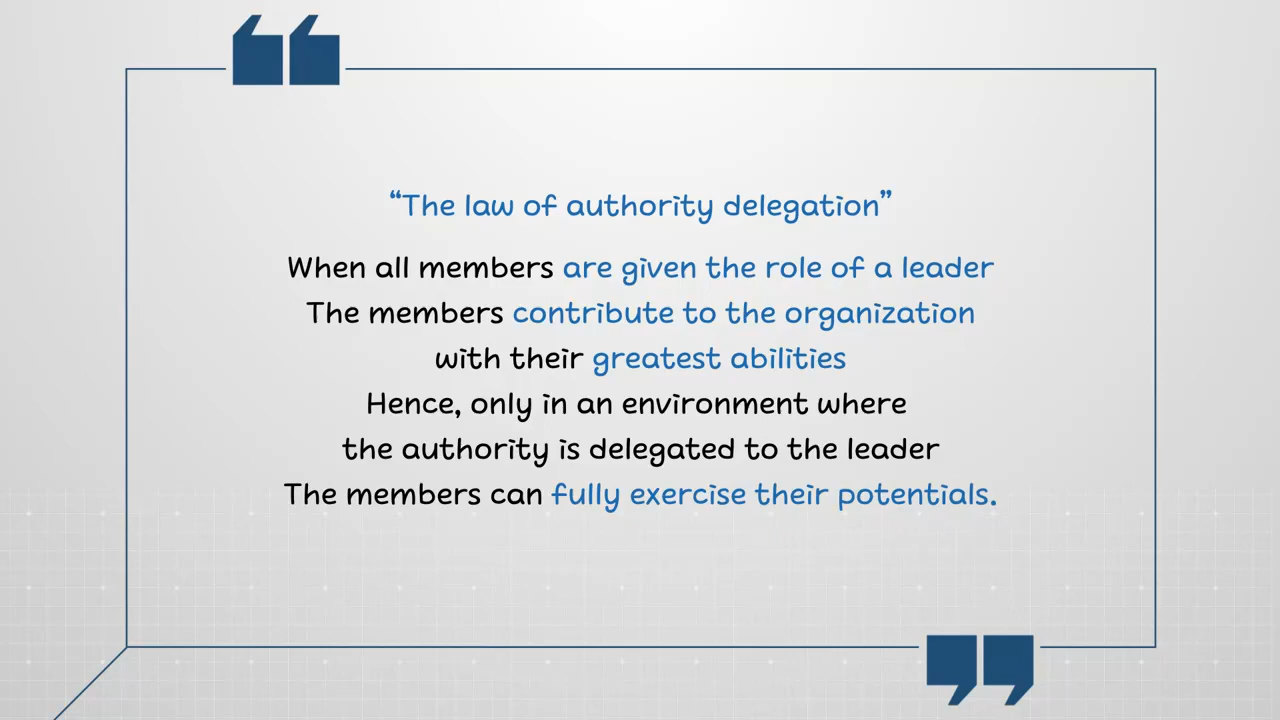 “The law of authority delegation”
When all members are given the role of a leader
The members contribute to the organization
with their greatest abilities
Hence, only in an environment where
the authority is delegated to the leader
The members can fully exercise their potentials.